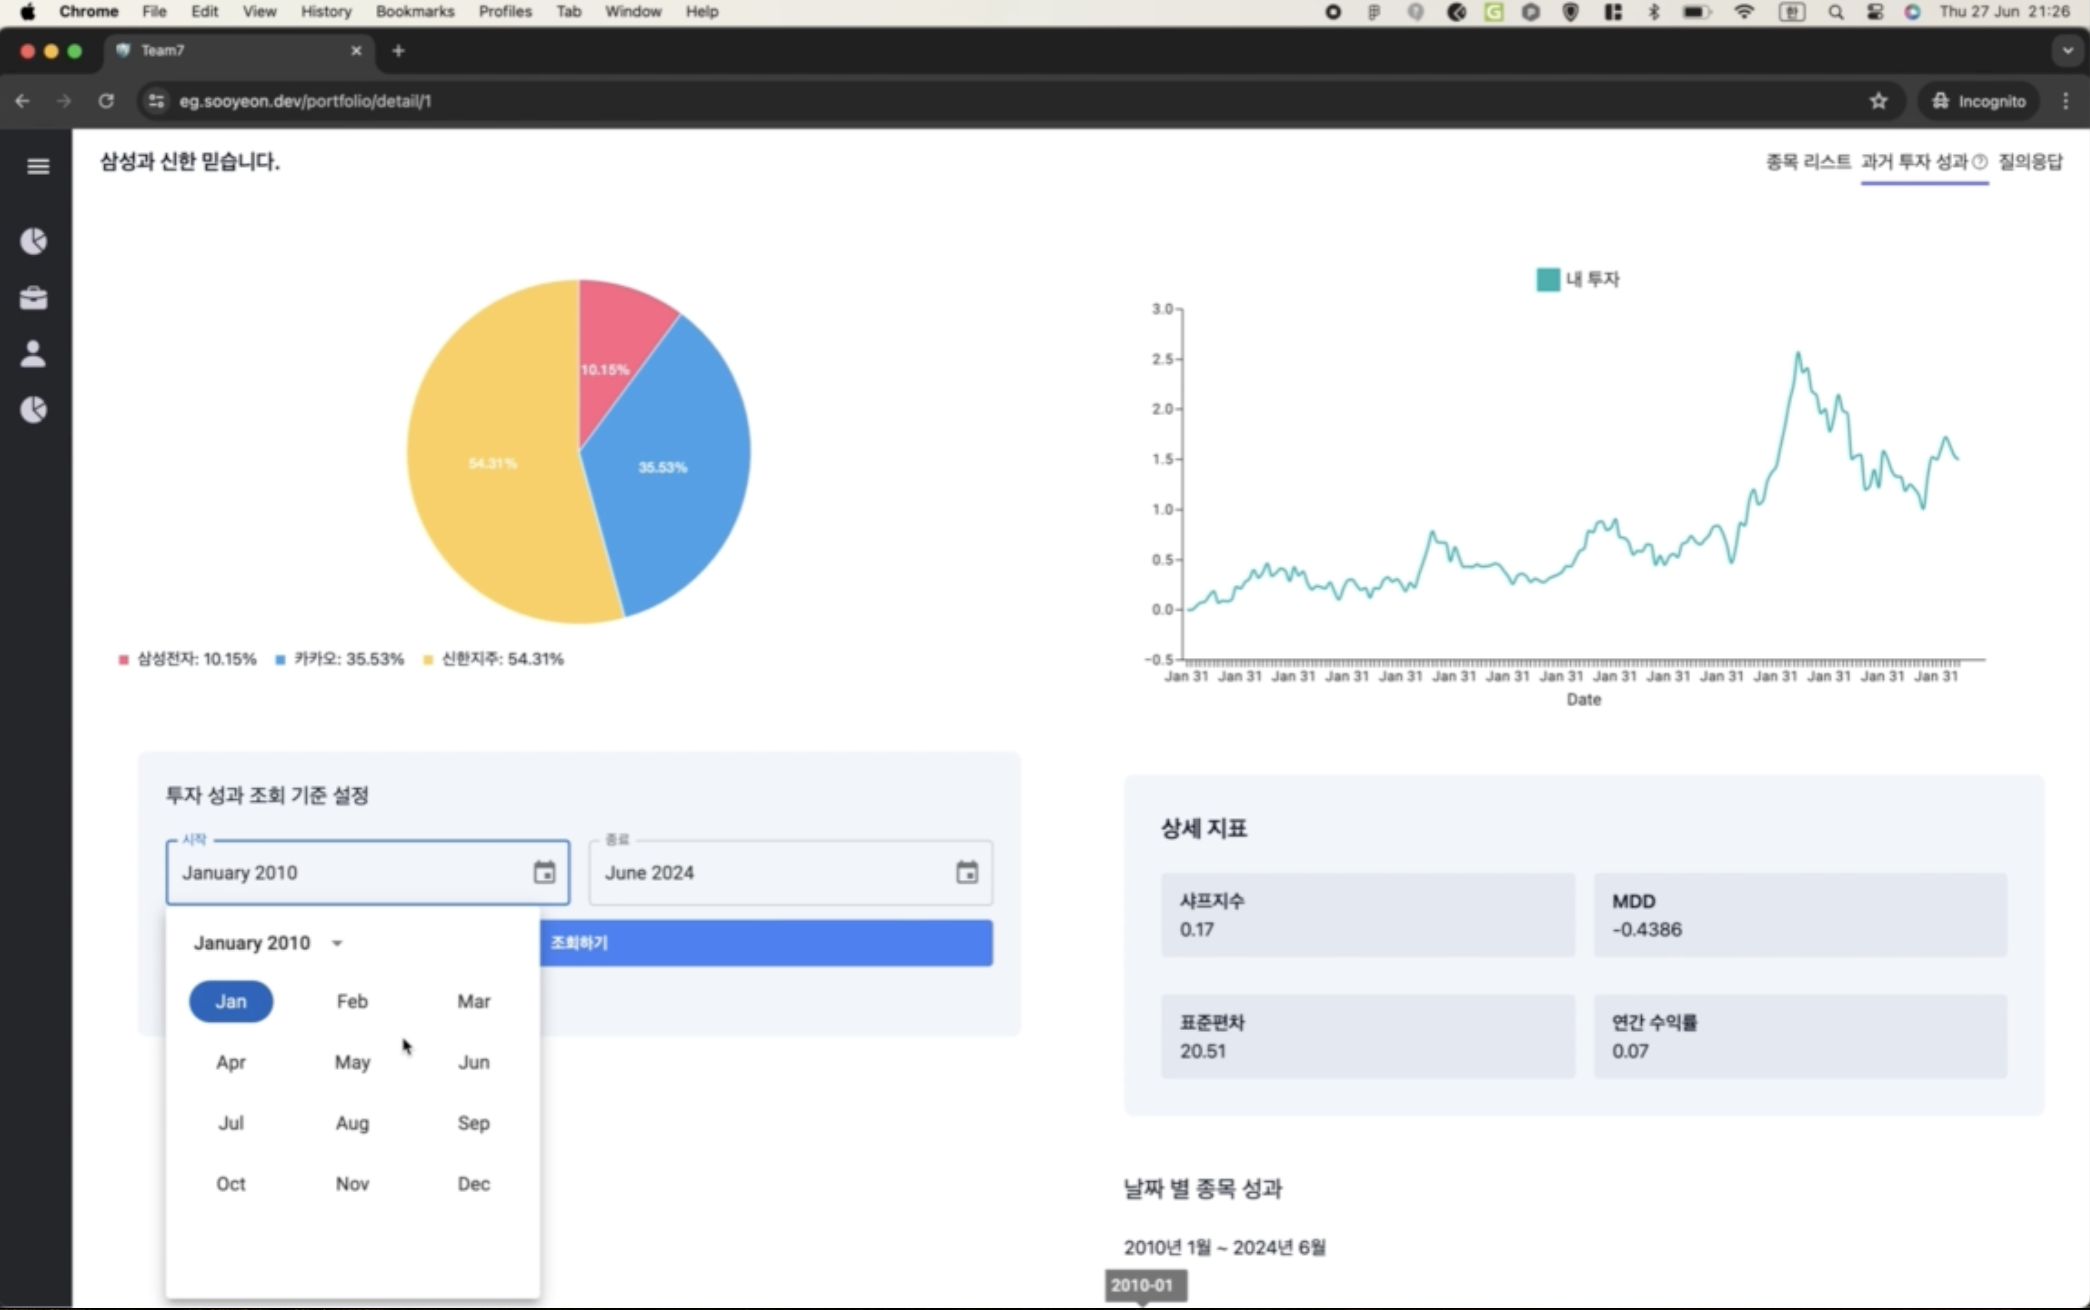 Chrome File Edit View History Bookmarks Profiles Tab Window Help Thu 27 Jun 21:26
Team7
eg.sooyeon.dev/portfolio/detail/1 Incognito
삼성과 신한 믿습니다.
종목 리스트 과거 투자 성과 질의응답
10.15%
54.31%
35.53%
삼성전자: 10.15% 카카오: 35.53% 신한지주: 54.31%
내 투자
3.0
2.5
2.0
1.5
1.0
0.5
0.0
-0.5
Jan 31 Jan 31 Jan 31 Jan 31 Jan 31 Jan 31 Jan 31 Jan 31 Jan 31 Jan 31 Jan 31 Jan 31 Jan 31 Jan 31 Jan 31
Date
투자 성과 조회 기준 설정
시작
January 2010
종료
June 2024
조회하기
January 2010
Jan Feb Mar
Apr May Jun
Jul Aug Sep
Oct Nov Dec
상세 지표
샤프지수
0.17
MDD
-0.4386
표준편차
20.51
연간 수익률
0.07
날짜 별 종목 성과
2010년 1월 ~ 2024년 6월
2010-01